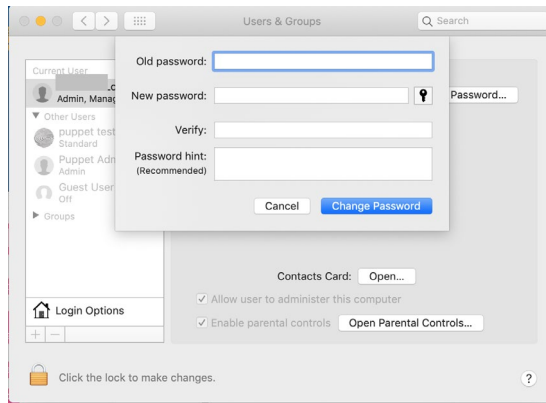 Users & Groups
Search
Current User
Admin, Manag
Other Users
puppet test
Standard
Puppet Adn
Admin
Guest User
Off
Groups
Login Options
Old password:
New password:
Verify:
Password hint:
(Recommended)
Cancel
Change Password
Password...
Contacts Card:
Open...
Allow user to administer this computer
Enable parental controls
Open Parental Controls...
Click the lock to make changes.
?